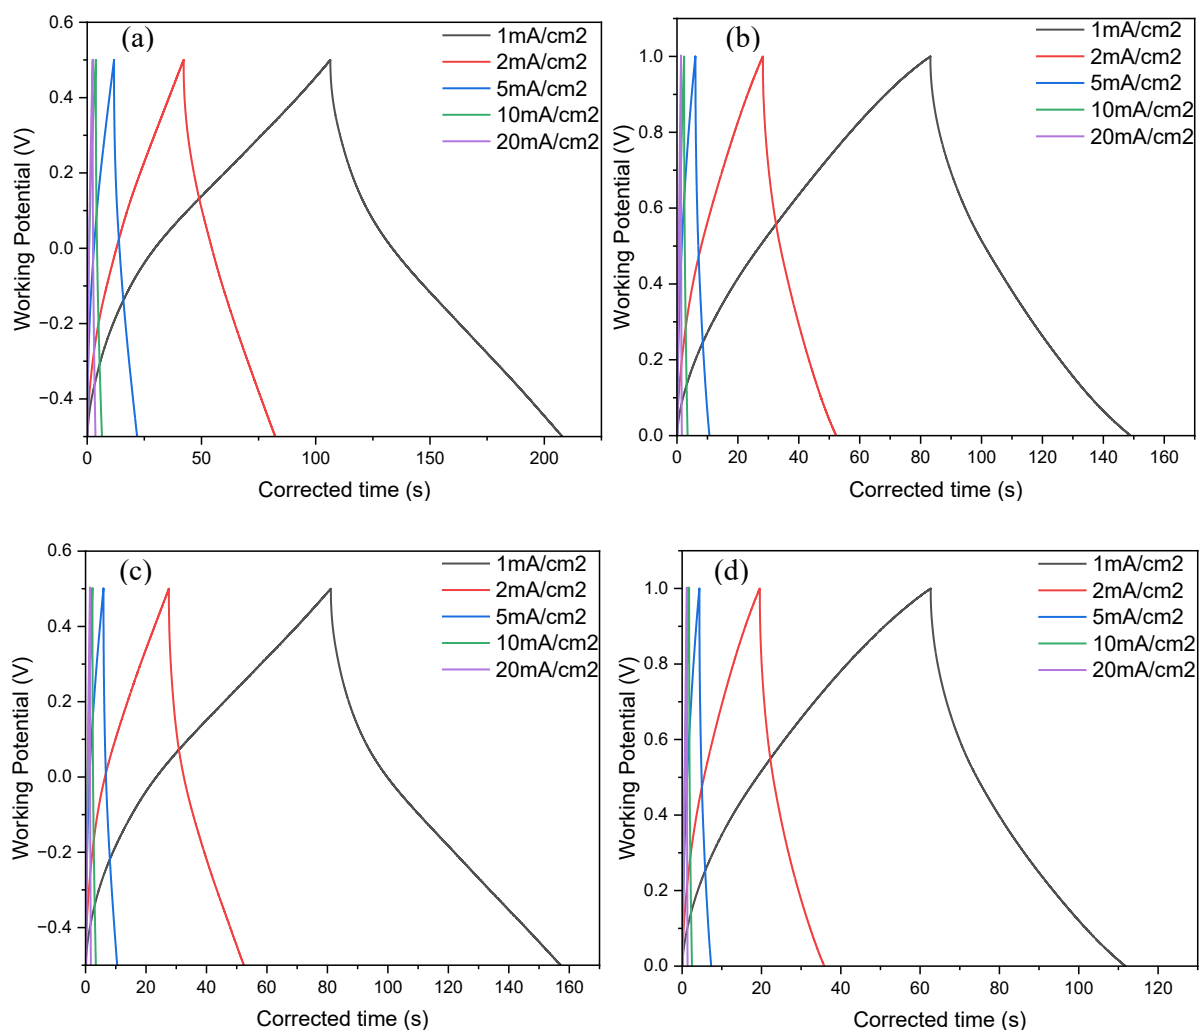 (a)
1mA/cm2
2mA/cm2
5mA/cm2
10mA/cm2
20mA/cm2
0.6
0.4
0.2
0.0
−0.2
−0.4
Working Potential (V)
0 50 100 150 200
Corrected time (s)
(b)
1mA/cm2
2mA/cm2
5mA/cm2
10mA/cm2
20mA/cm2
1.0
0.8
0.6
0.4
0.2
0.0
Working Potential (V)
0 20 40 60 80 100 120 140 160
Corrected time (s)
(c)
1mA/cm2
2mA/cm2
5mA/cm2
10mA/cm2
20mA/cm2
0.6
0.4
0.2
0.0
−0.2
−0.4
Working Potential (V)
0 20 40 60 80 100 120 140 160
Corrected time (s)
(d)
1mA/cm2
2mA/cm2
5mA/cm2
10mA/cm2
20mA/cm2
1.0
0.8
0.6
0.4
0.2
0.0
Working Potential (V)
0 20 40 60 80 100 120
Corrected time (s)